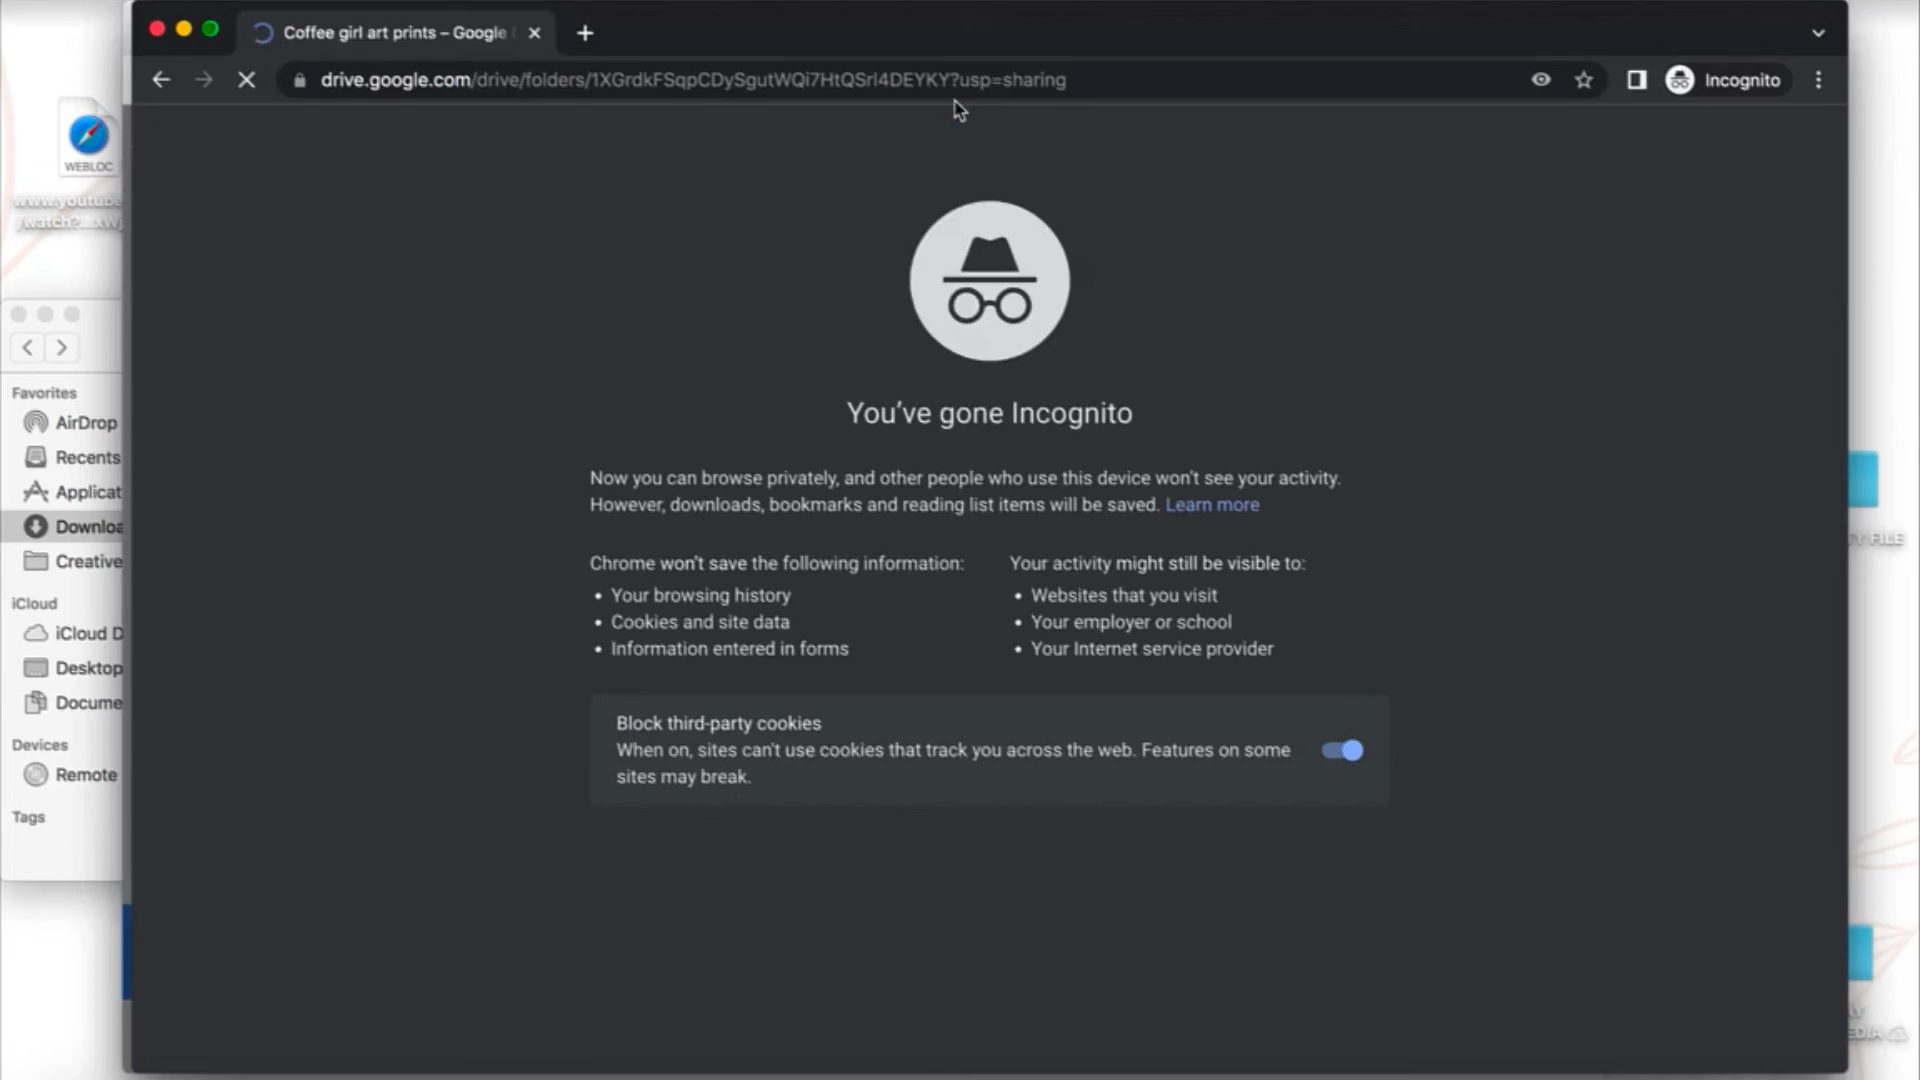 Coffee girl art prints – Google
drive.google.com/drive/folders/1XGrdkFSqpCDySgutWQi7HtQSrl4DEYKY?usp=sharing
Incognito
WEBLOC
www.youtube
/watch?...xWj
Favorites
AirDrop
Recents
Applicat
Downloa
Creative
iCloud
iCloud D
Desktop
Docume
Devices
Remote
Tags
You've gone Incognito
Now you can browse privately, and other people who use this device won't see your activity.
However, downloads, bookmarks and reading list items will be saved. Learn more
Chrome won't save the following information:
• Your browsing history
• Cookies and site data
• Information entered in forms
Your activity might still be visible to:
• Websites that you visit
• Your employer or school
• Your Internet service provider
Block third-party cookies
When on, sites can't use cookies that track you across the web. Features on some
sites may break.
FILE